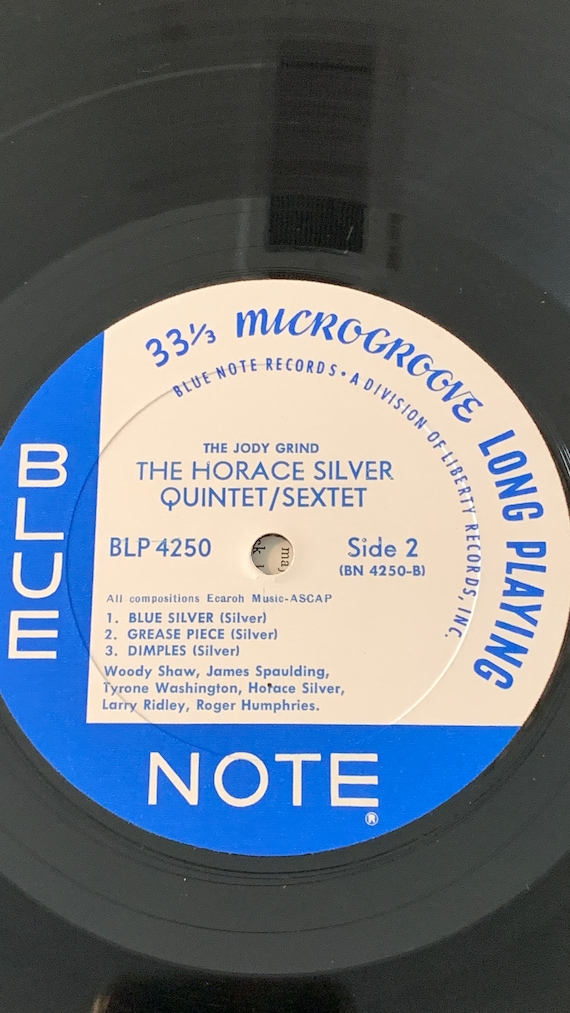 33⅓ MICROGROOVE LONG PLAYING
BLUE NOTE RECORDS • A DIVISION OF LIBERTY RECORDS, INC.
THE JODY GRIND
THE HORACE SILVER
QUINTET/SEXTET
BLP 4250
Side 2
(BN 4250-B)
All compositions Ecaroh Music-ASCAP
1. BLUE SILVER (Silver)
2. GREASE PIECE (Silver)
3. DIMPLES (Silver)
Woody Shaw, James Spaulding,
Tyrone Washington, Horace Silver,
Larry Ridley, Roger Humphries.
BLUE
NOTE
®